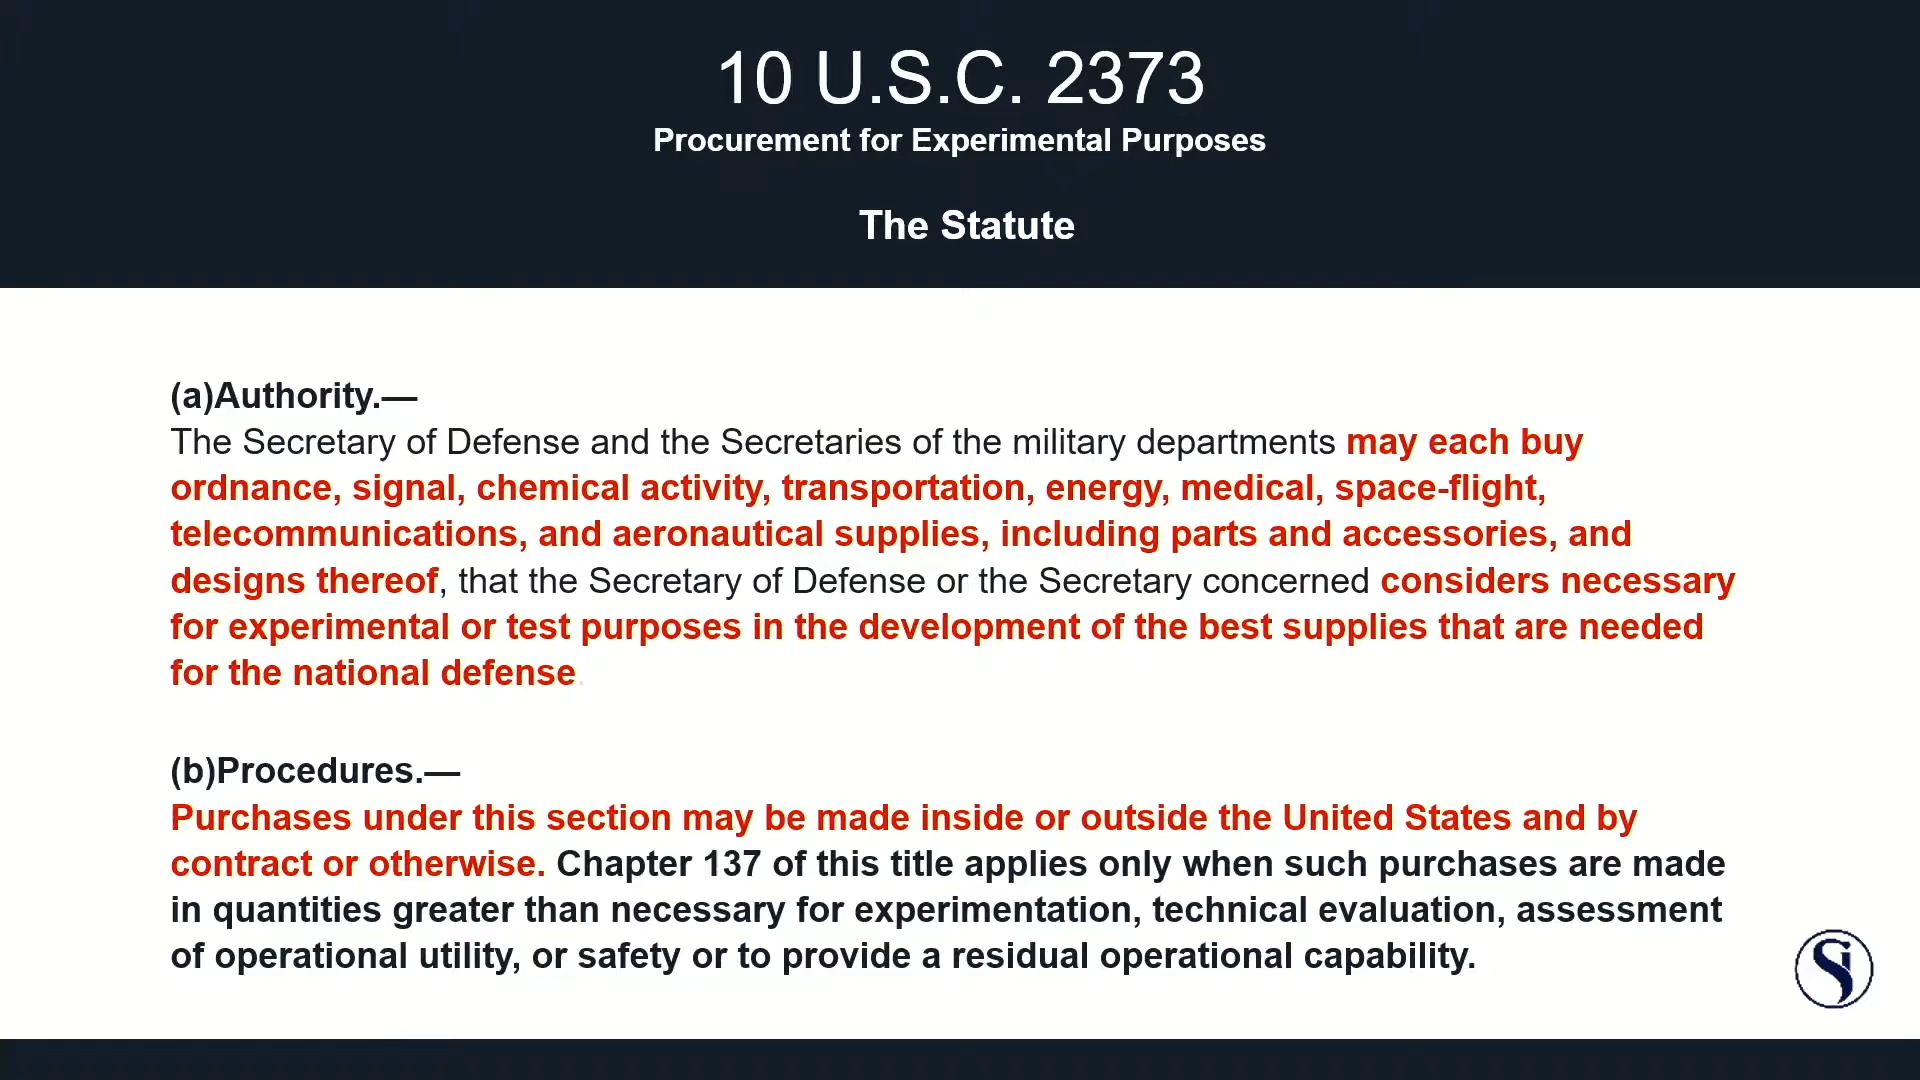 10 U.S.C. 2373
Procurement for Experimental Purposes
The Statute
(a)Authority.—
The Secretary of Defense and the Secretaries of the military departments may each buy
ordnance, signal, chemical activity, transportation, energy, medical, space-flight,
telecommunications, and aeronautical supplies, including parts and accessories, and
designs thereof, that the Secretary of Defense or the Secretary concerned considers necessary
for experimental or test purposes in the development of the best supplies that are needed
for the national defense.
(b)Procedures.—
Purchases under this section may be made inside or outside the United States and by
contract or otherwise. Chapter 137 of this title applies only when such purchases are made
in quantities greater than necessary for experimentation, technical evaluation, assessment
of operational utility, or safety or to provide a residual operational capability.